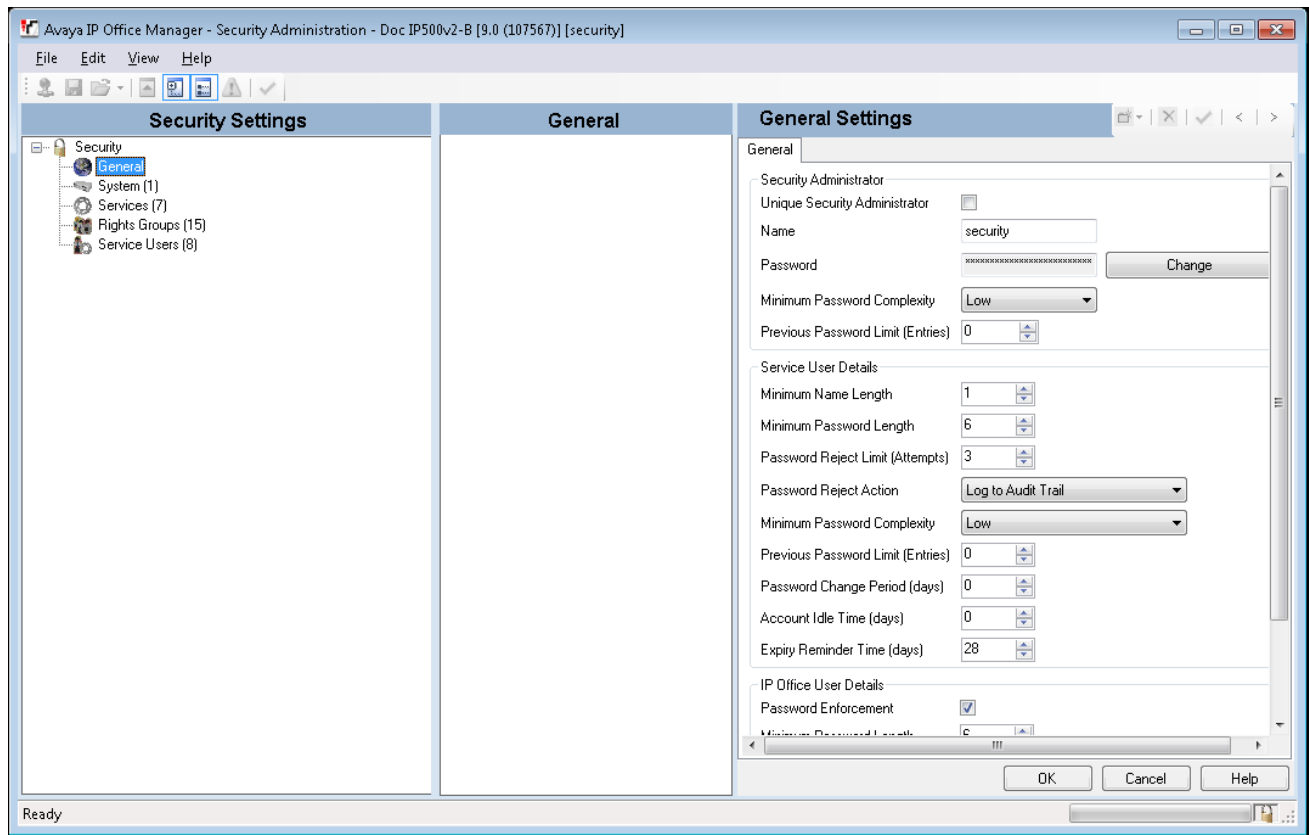 Avaya IP Office Manager - Security Administration - Doc IP500v2-B [9.0 (107567)] [security]
File Edit View Help
Security Settings
General
General Settings
Security
General
System (1)
Services (7)
Rights Groups (15)
Service Users (8)
General
Security Administrator
Unique Security Administrator
Name security
Password ************************** Change
Minimum Password Complexity Low
Previous Password Limit (Entries) 0
Service User Details
Minimum Name Length 1
Minimum Password Length 6
Password Reject Limit (Attempts) 3
Password Reject Action Log to Audit Trail
Minimum Password Complexity Low
Previous Password Limit (Entries) 0
Password Change Period (days) 0
Account Idle Time (days) 0
Expiry Reminder Time (days) 28
IP Office User Details
Password Enforcement
Minimum Password Length 6
OK Cancel Help
Ready